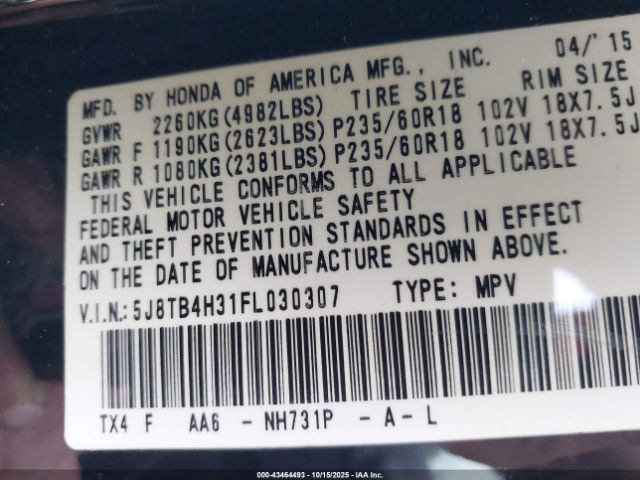 MFD. BY HONDA OF AMERICA MFG., INC. 04/'15
GVWR 2260KG(4982LBS) TIRE SIZE RIM SIZE
GAWR F 1190KG(2623LBS) P235/60R18 102V 18X7.5J
GAWR R 1080KG(2381LBS) P235/60R18 102V 18X7.5J
THIS VEHICLE CONFORMS TO ALL APPLICABLE
FEDERAL MOTOR VEHICLE SAFETY
AND THEFT PREVENTION STANDARDS IN EFFECT
ON THE DATE OF MANUFACTURE SHOWN ABOVE.
V.I.N.: 5J8TB4H31FL030307 TYPE: MPV
TX4 F AA6 - NH731P - A - L
000-43464493 - 10/15/2025 - IAAI.COM